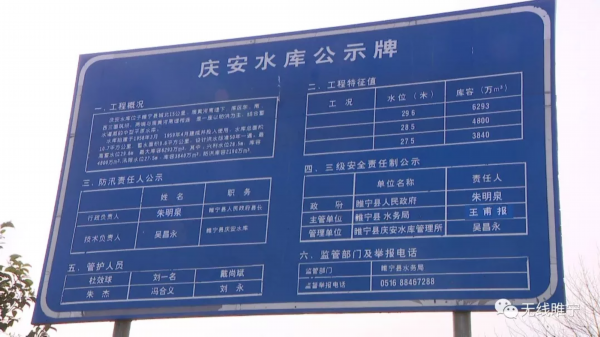 庆安水库公示牌
一、工程概况
二、工程特征值
工况 水位（米） 库容（万m³）
29.6 6293
28.5 4800
27.5 3840
三、防汛责任人公示
姓名 职务
行政负责人 朱明泉 睢宁县人民政府县长
技术负责人 吴昌永 睢宁县庆安水库
四、三级安全责任制公示
单位名称 责任人
政府 睢宁县人民政府 朱明泉
主管单位 睢宁县水务局 王甫报
管理单位 睢宁县庆安水库管理所 吴昌永
五、管护人员
杜效球 刘一名 戴尚斌
朱杰 冯合义 刘永
六、监管部门及举报电话
监管部门 睢宁县水务局
监督举报电话 0516 88467288
无线睢宁